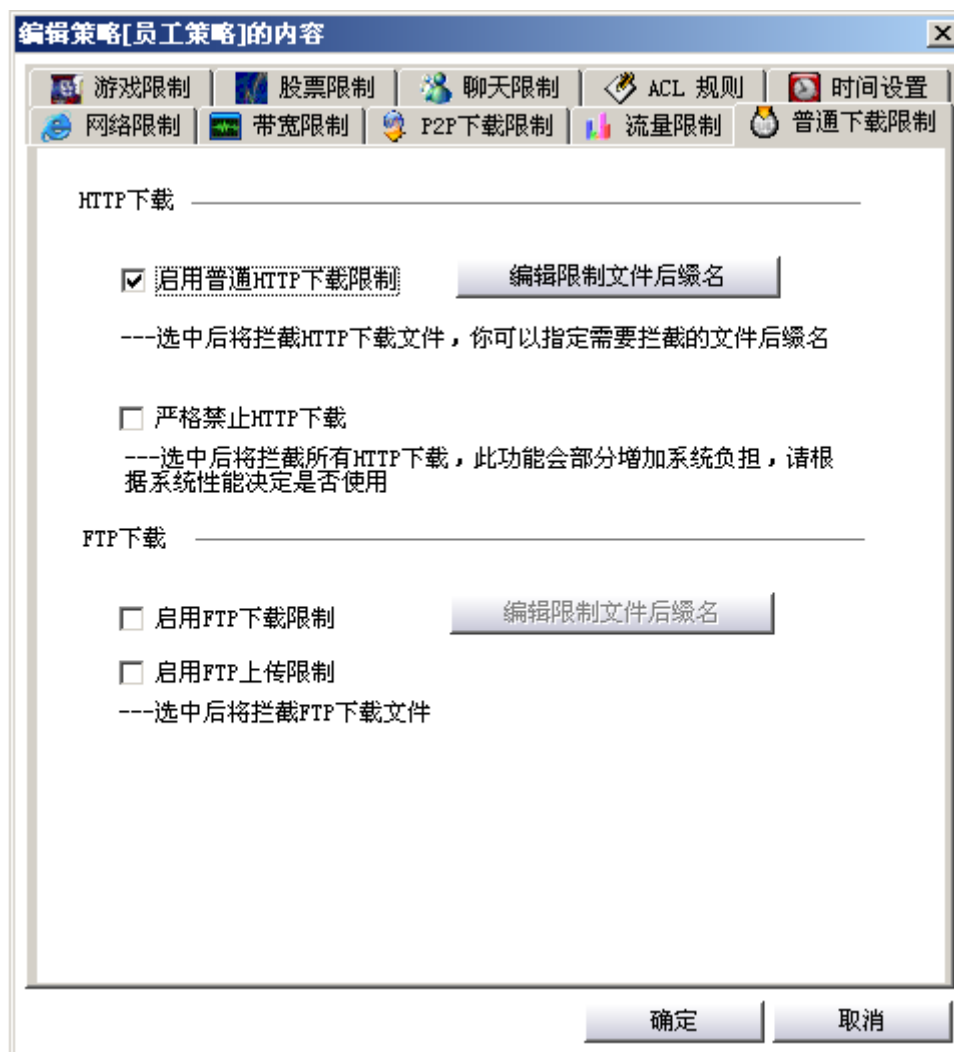 编辑策略[员工策略]的内容
游戏限制 股票限制 聊天限制 ACL 规则 时间设置
网络限制 带宽限制 P2P下载限制 流量限制 普通下载限制
HTTP下载
启用普通HTTP下载限制 编辑限制文件后缀名
---选中后将拦截HTTP下载文件，你可以指定需要拦截的文件后缀名
严格禁止HTTP下载
---选中后将拦截所有HTTP下载，此功能会部分增加系统负担，请根
据系统性能决定是否使用
FTP下载
启用FTP下载限制 编辑限制文件后缀名
启用FTP上传限制
---选中后将拦截FTP下载文件
确定 取消